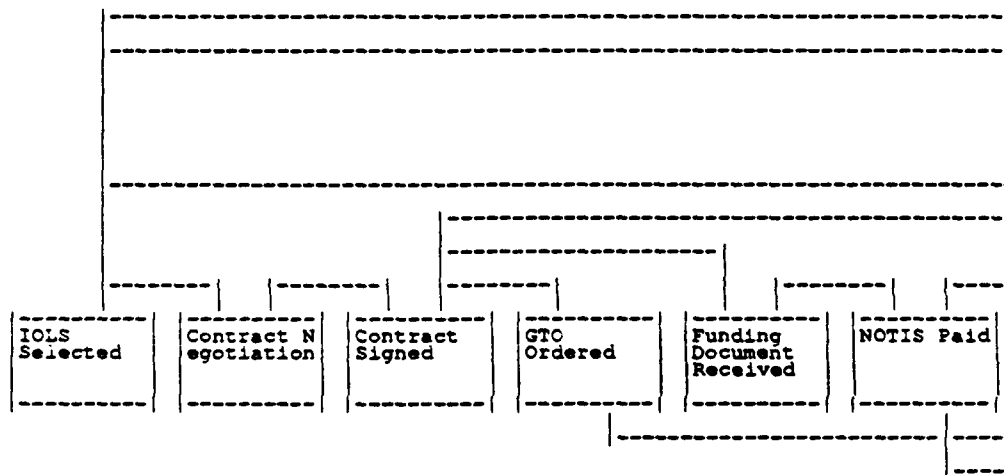 IOLS
Selected
Contract N
egotiation
Contract
Signed
GTO
Ordered
Funding
Document
Received
NOTIS Paid